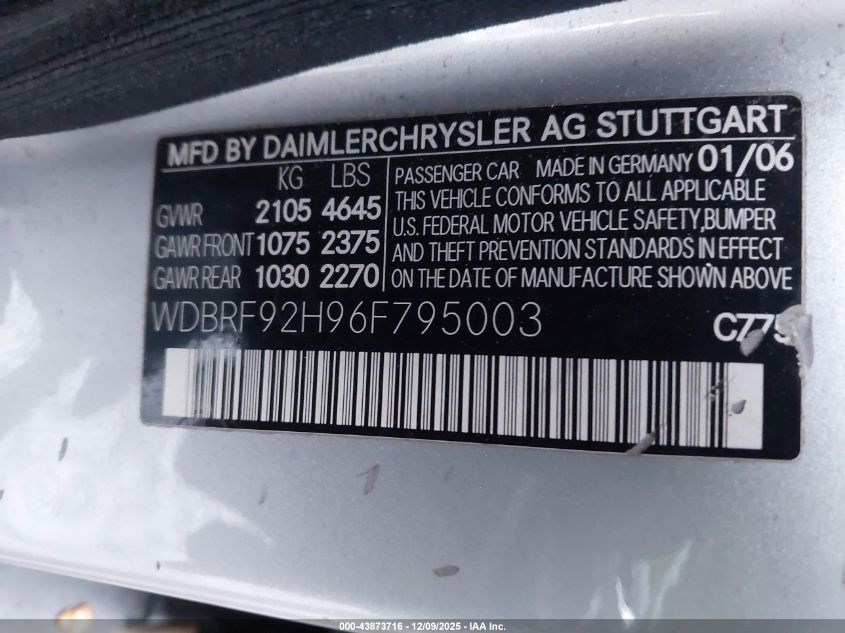 MFD BY DAIMLERCHRYSLER AG STUTTGART
KG LBS
GVWR 2105 4645
GAWR FRONT 1075 2375
GAWR REAR 1030 2270
PASSENGER CAR MADE IN GERMANY 01/06
THIS VEHICLE CONFORMS TO ALL APPLICABLE
U.S. FEDERAL MOTOR VEHICLE SAFETY,BUMPER
AND THEFT PREVENTION STANDARDS IN EFFECT
ON THE DATE OF MANUFACTURE SHOWN ABOVE
WDBRF92H96F795003 C775
000-43873716 - 12/09/2025 - IAA Inc.